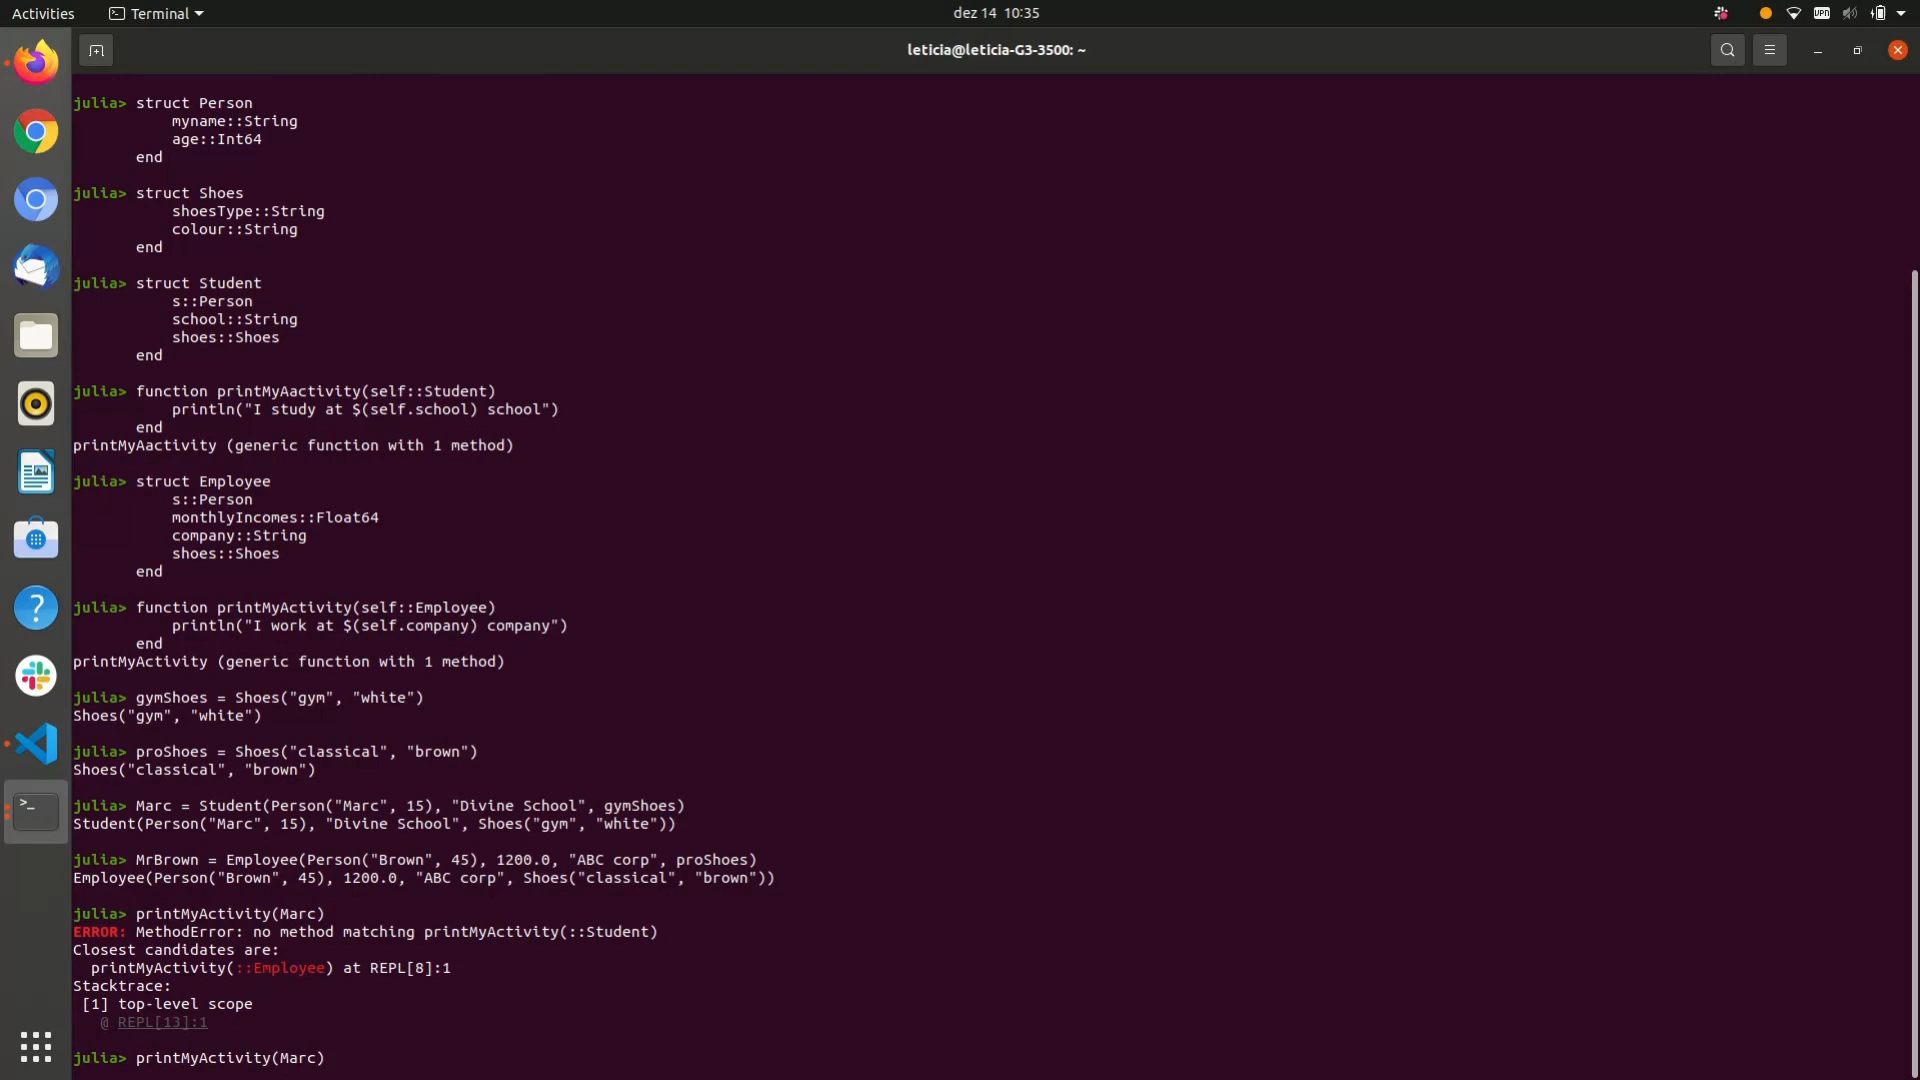 Activities
Terminal
dez 14 10:35
VPN
leticia@leticia-G3-3500: ~
julia> struct Person
myname::String
age::Int64
end
julia> struct Shoes
shoesType::String
colour::String
end
julia> struct Student
s::Person
school::String
shoes::Shoes
end
julia> function printMyAactivity(self::Student)
println("I study at $(self.school) school")
end
printMyAactivity (generic function with 1 method)
julia> struct Employee
s::Person
monthlyIncomes::Float64
company::String
shoes::Shoes
end
julia> function printMyActivity(self::Employee)
println("I work at $(self.company) company")
end
printMyActivity (generic function with 1 method)
julia> gymShoes = Shoes("gym", "white")
Shoes("gym", "white")
julia> proShoes = Shoes("classical", "brown")
Shoes("classical", "brown")
julia> Marc = Student(Person("Marc", 15), "Divine School", gymShoes)
Student(Person("Marc", 15), "Divine School", Shoes("gym", "white"))
julia> MrBrown = Employee(Person("Brown", 45), 1200.0, "ABC corp", proShoes)
Employee(Person("Brown", 45), 1200.0, "ABC corp", Shoes("classical", "brown"))
julia> printMyActivity(Marc)
ERROR: MethodError: no method matching printMyActivity(::Student)
Closest candidates are:
printMyActivity(::Employee) at REPL[8]:1
Stacktrace:
[1] top-level scope
@ REPL[13]:1
julia> printMyActivity(Marc)